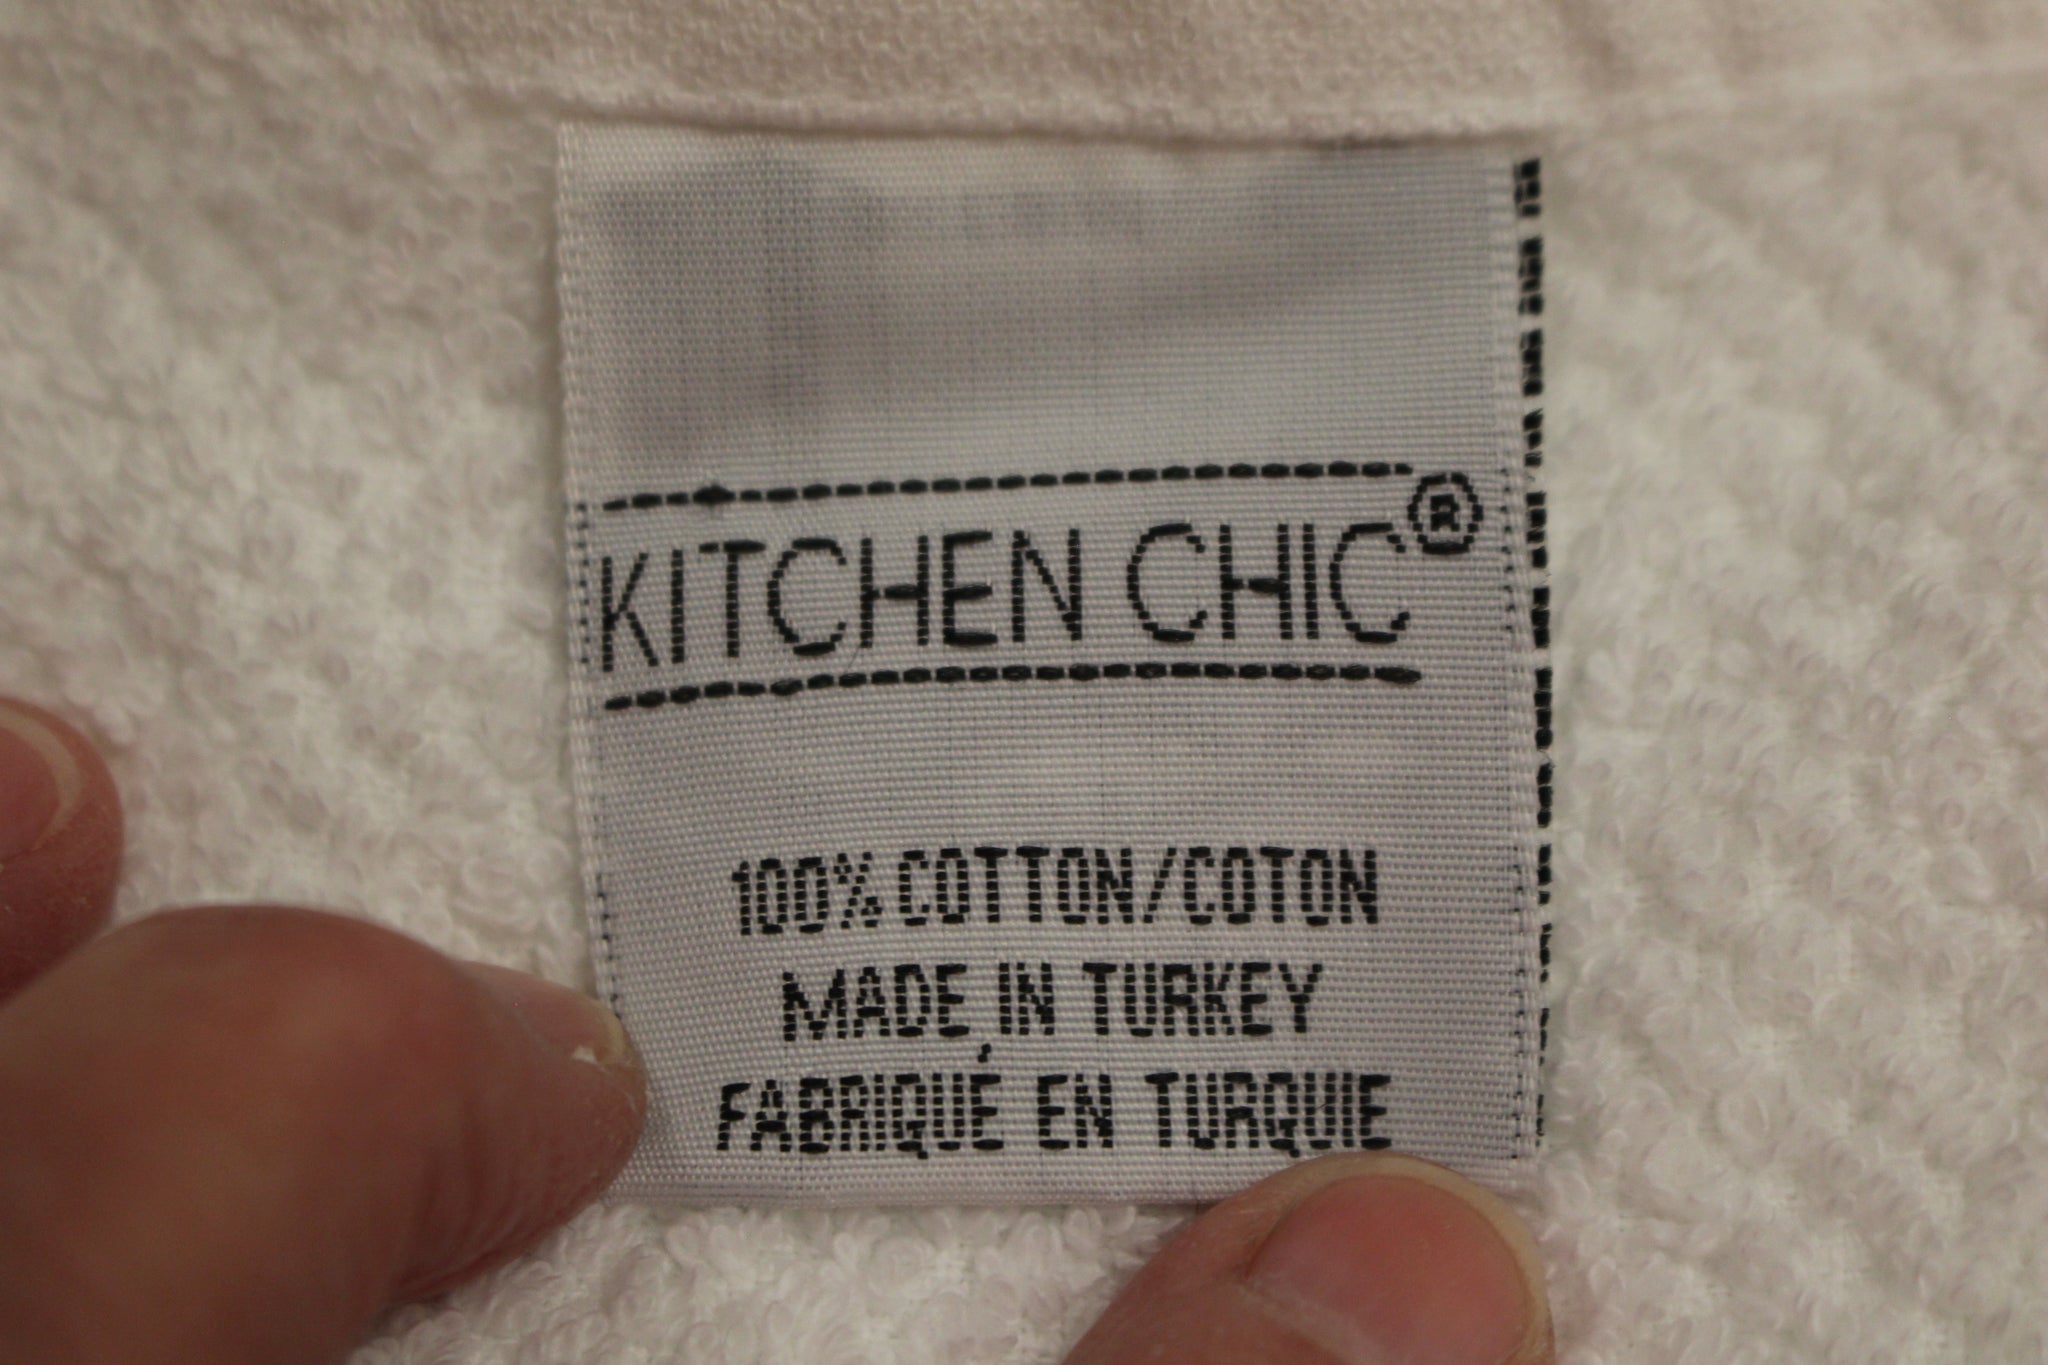 KITCHEN CHIC®
100% COTTON/COTON
MADE IN TURKEY
FABRIQUÉ EN TURQUIE